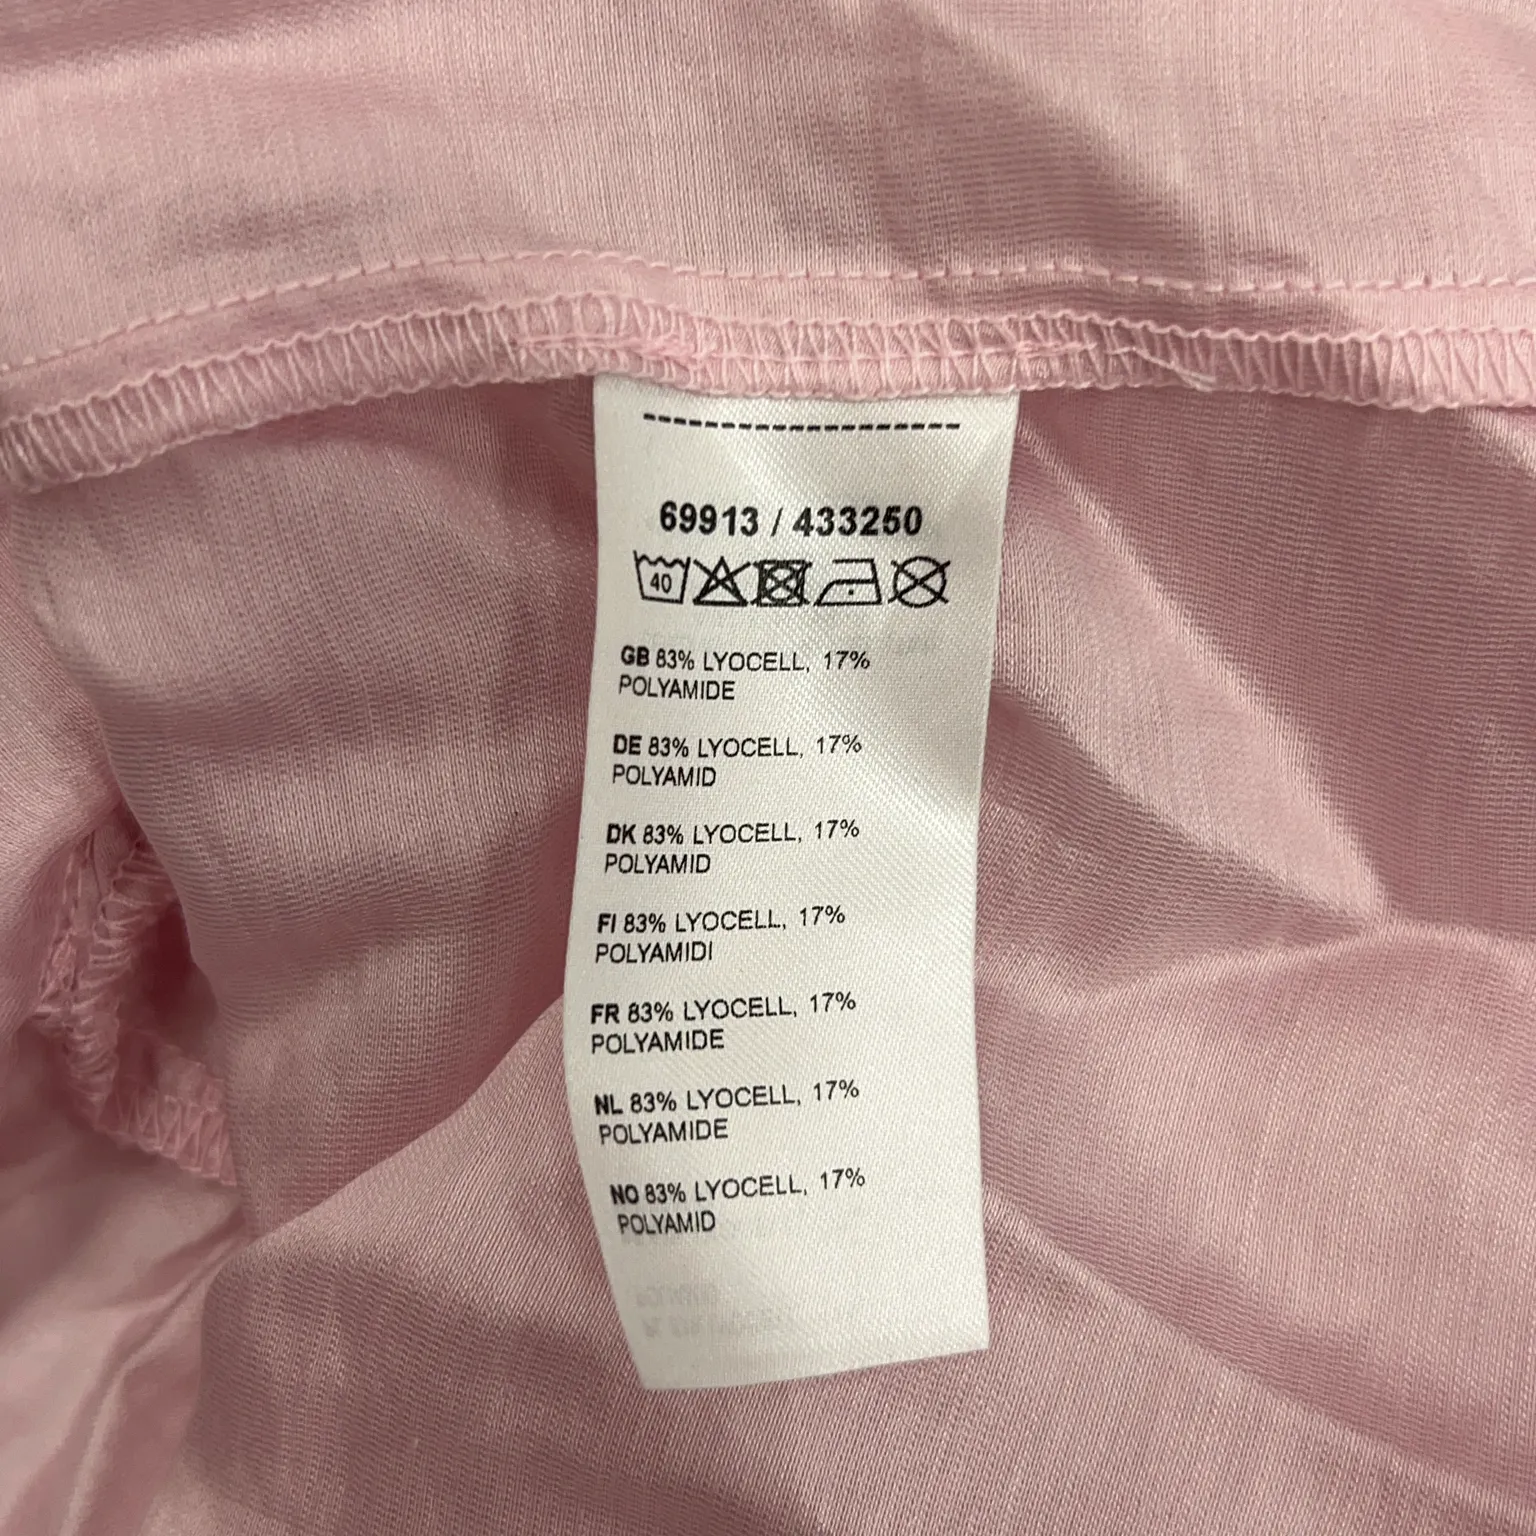 69913 / 433250
40
GB 83% LYOCELL, 17%
POLYAMIDE
DE 83% LYOCELL, 17%
POLYAMID
DK 83% LYOCELL, 17%
POLYAMID
FI 83% LYOCELL, 17%
POLYAMIDI
FR 83% LYOCELL, 17%
POLYAMIDE
NL 83% LYOCELL, 17%
POLYAMIDE
NO 83% LYOCELL, 17%
POLYAMID